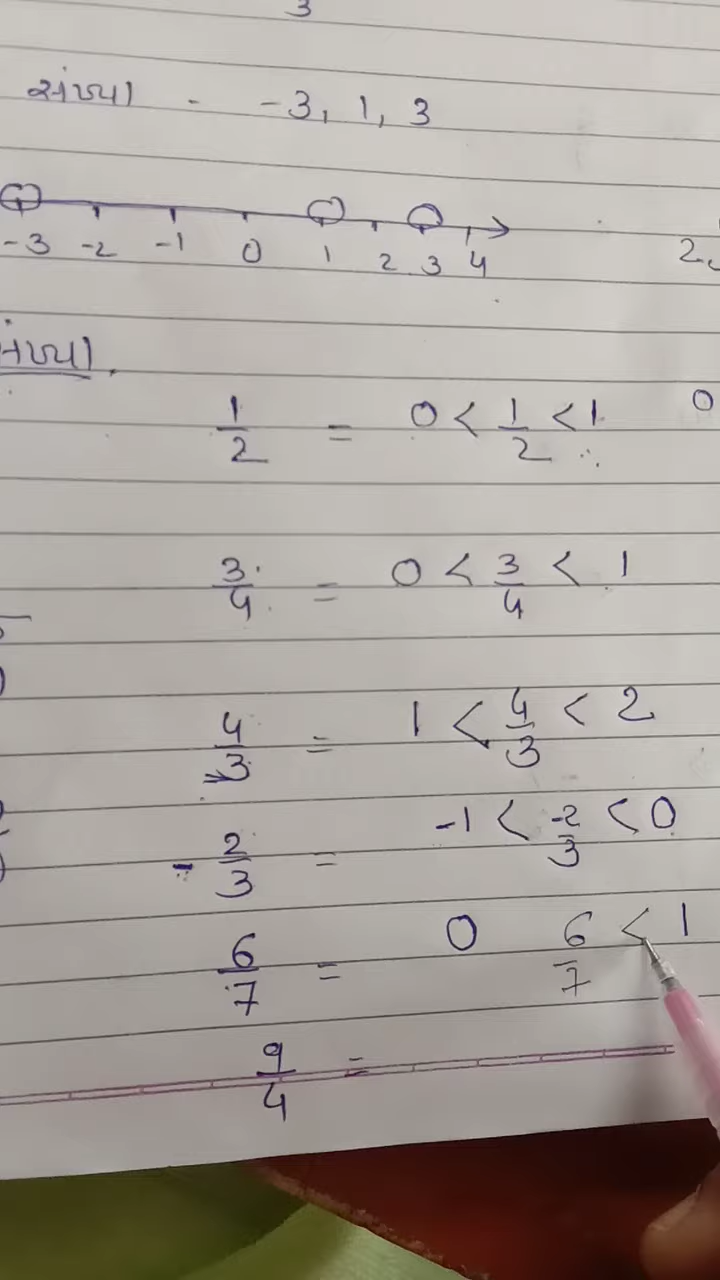 3
સંખ્યા - -3, 1, 3
-3 -2 -1 0 1 2 3 4
1/2 = 0 < 1/2 < 1
3/4 = 0 < 3/4 < 1
4/3 = 1 < 4/3 < 2
-2/3 = -1 < -2/3 < 0
6/7 = 0 6/7 < 1
9/4 =